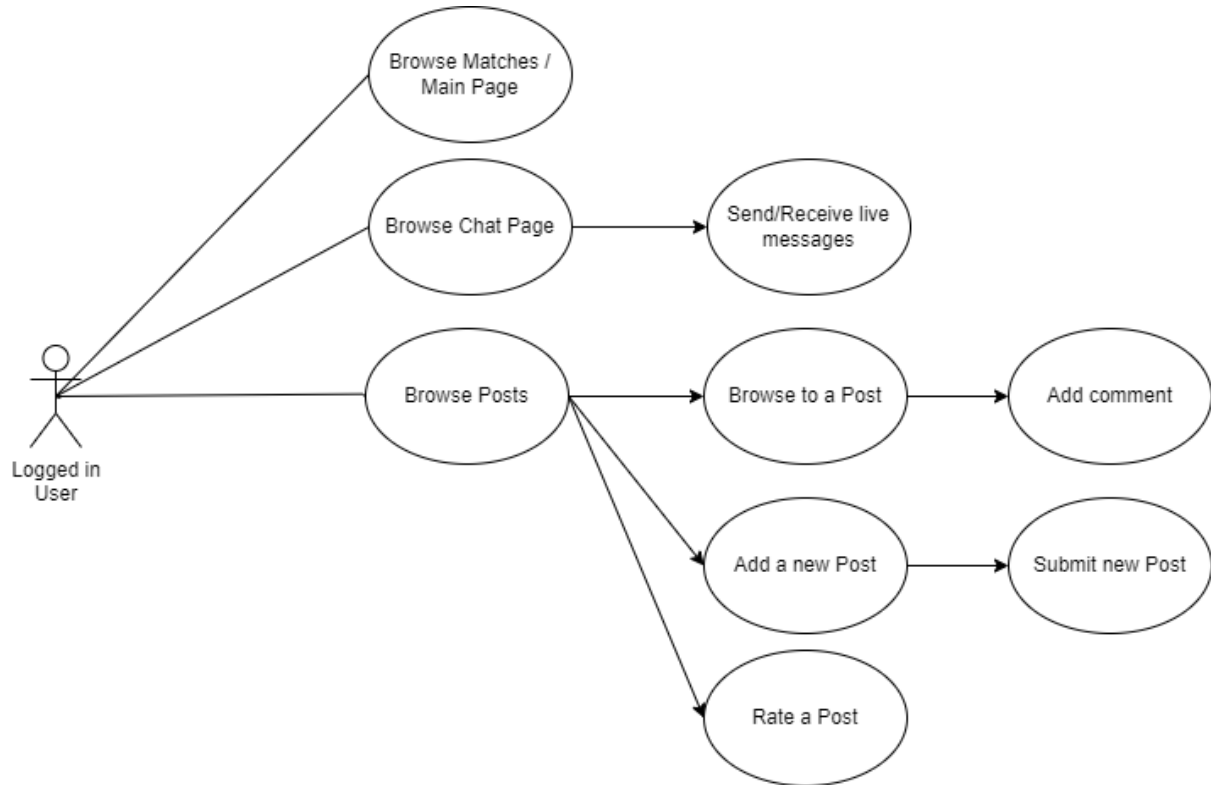 Browse Matches /
Main Page
Browse Chat Page
Send/Receive live
messages
Browse Posts
Browse to a Post
Add comment
Logged in
User
Add a new Post
Submit new Post
Rate a Post